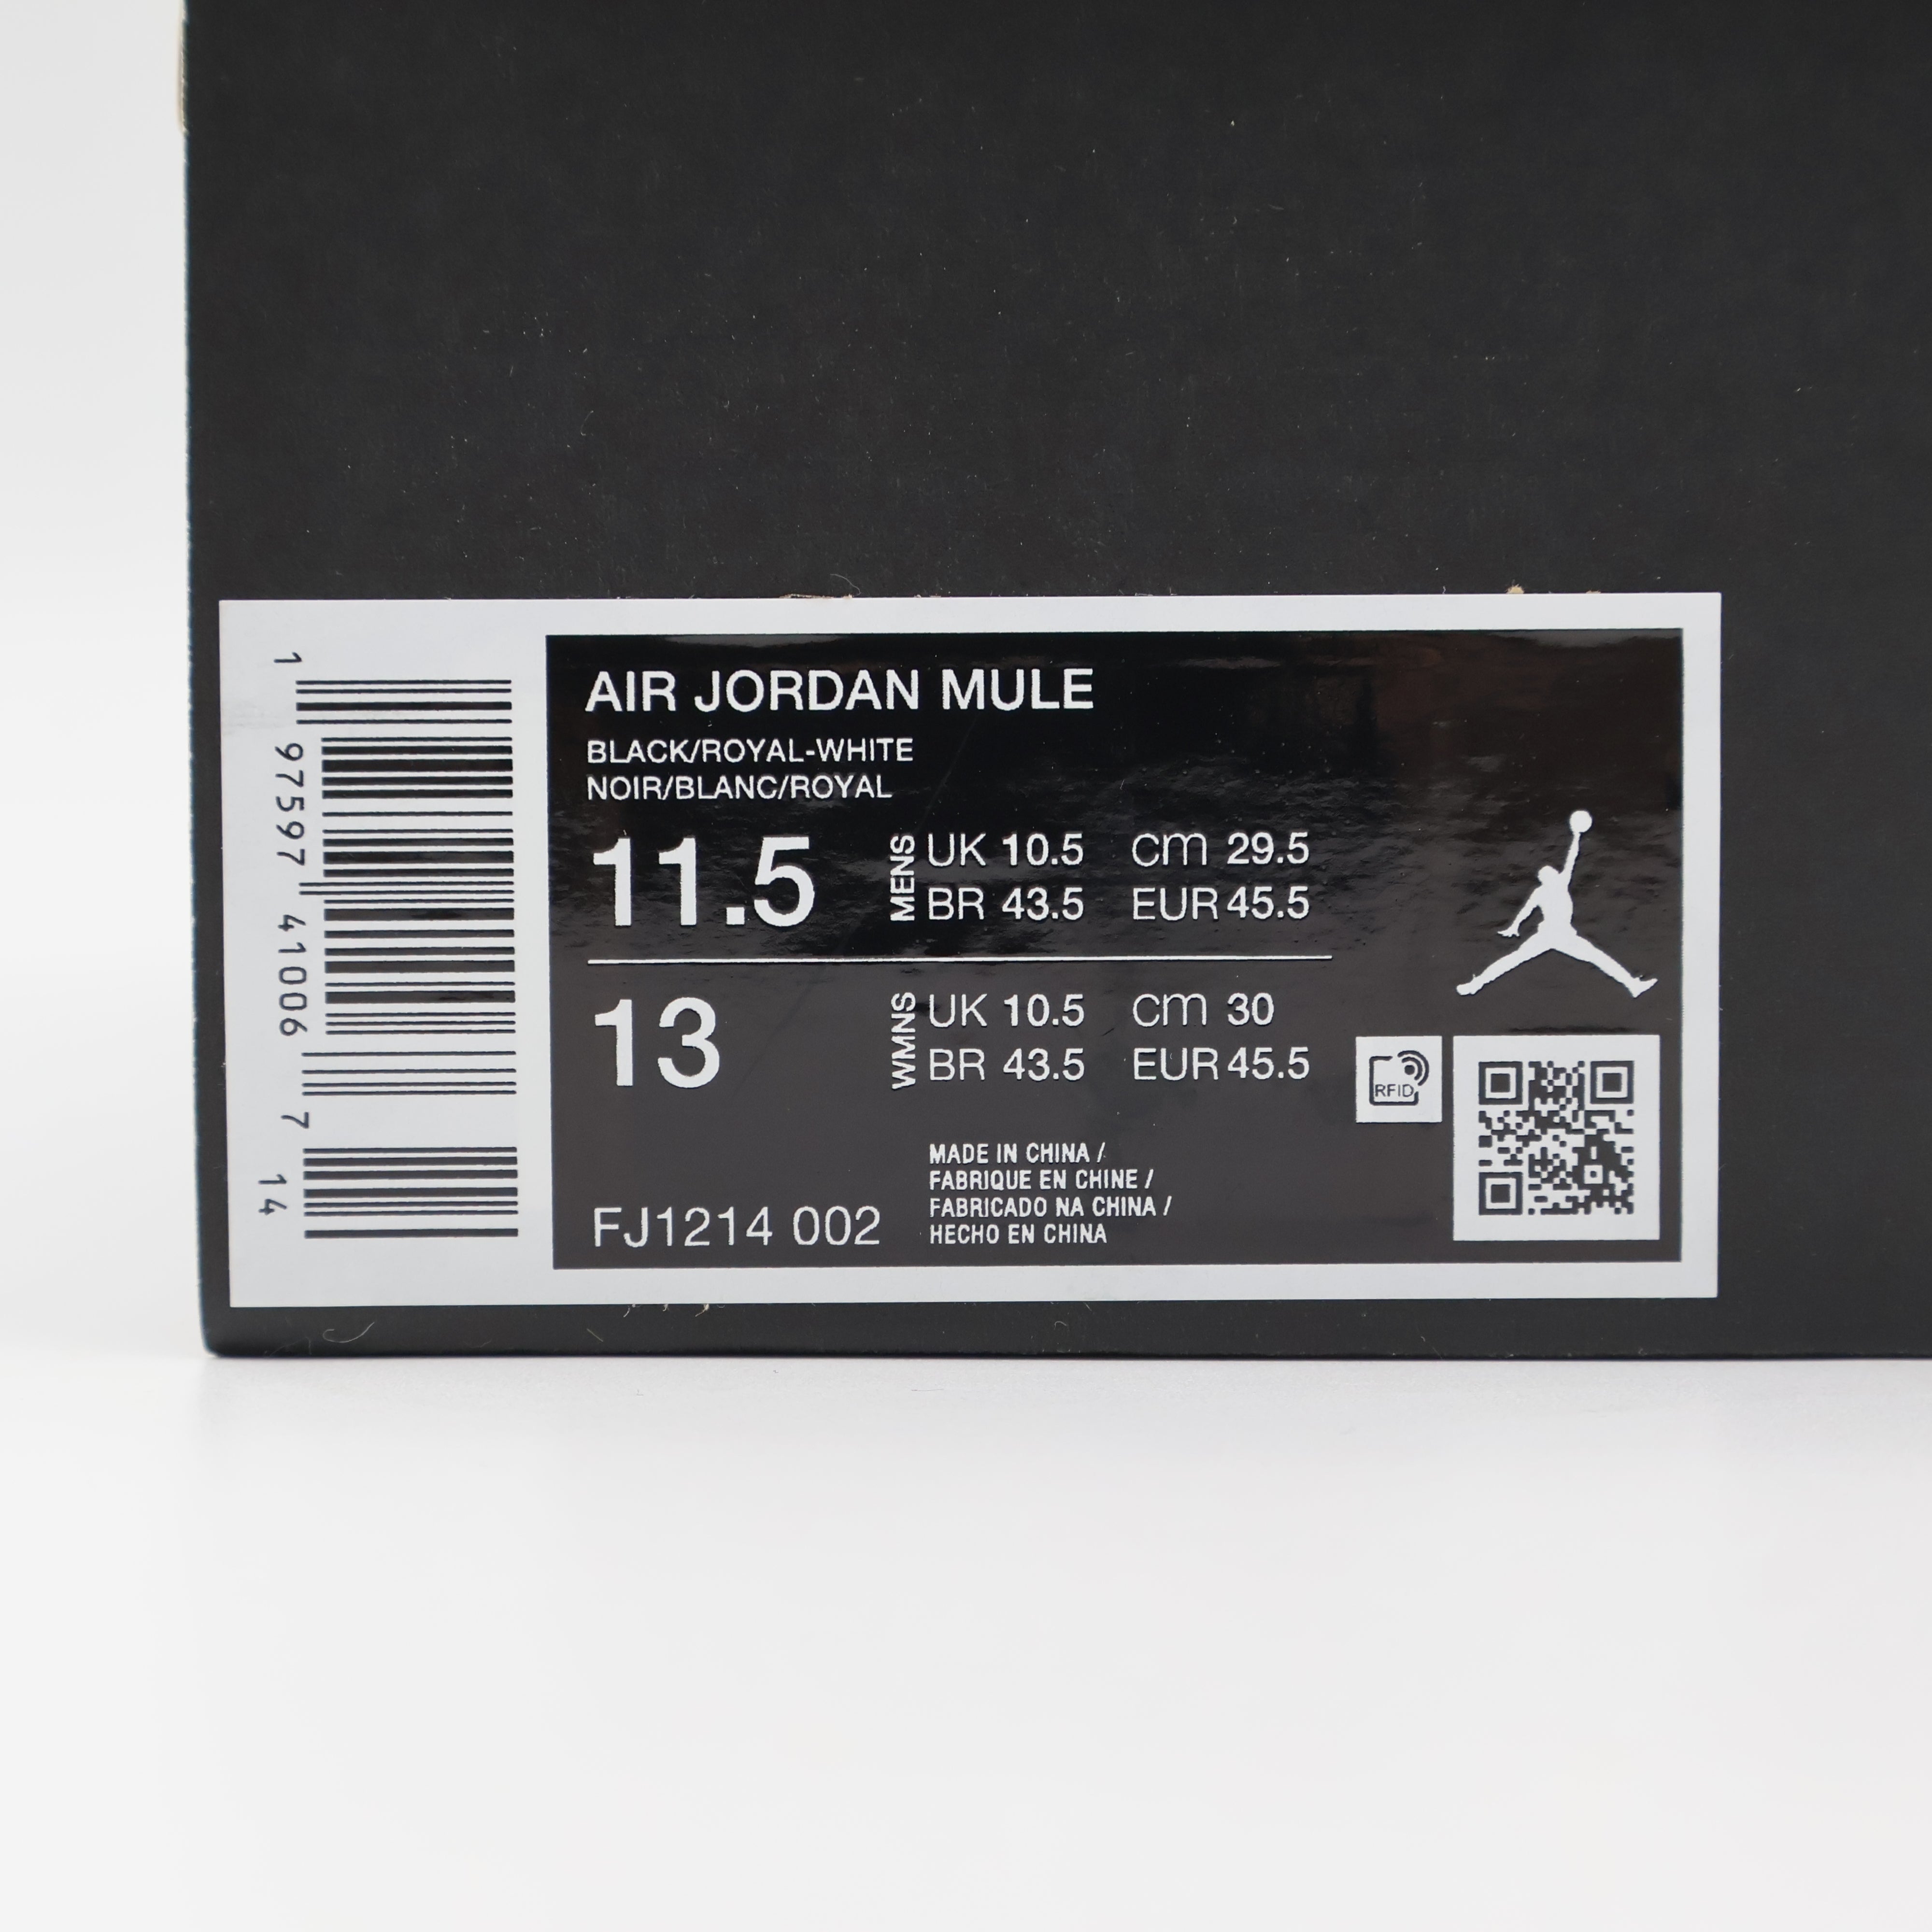 1 97597 41006 7 14
AIR JORDAN MULE
BLACK/ROYAL-WHITE
NOIR/BLANC/ROYAL
11.5
MENS
UK 10.5 cm 29.5
BR 43.5 EUR 45.5
13
WMNS
UK 10.5 cm 30
BR 43.5 EUR 45.5
RFID
MADE IN CHINA /
FABRIQUE EN CHINE /
FABRICADO NA CHINA /
HECHO EN CHINA
FJ1214 002